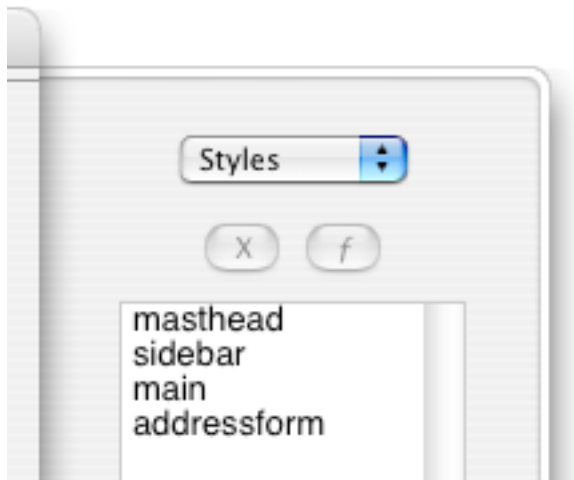 Styles
X f
masthead
sidebar
main
addressform